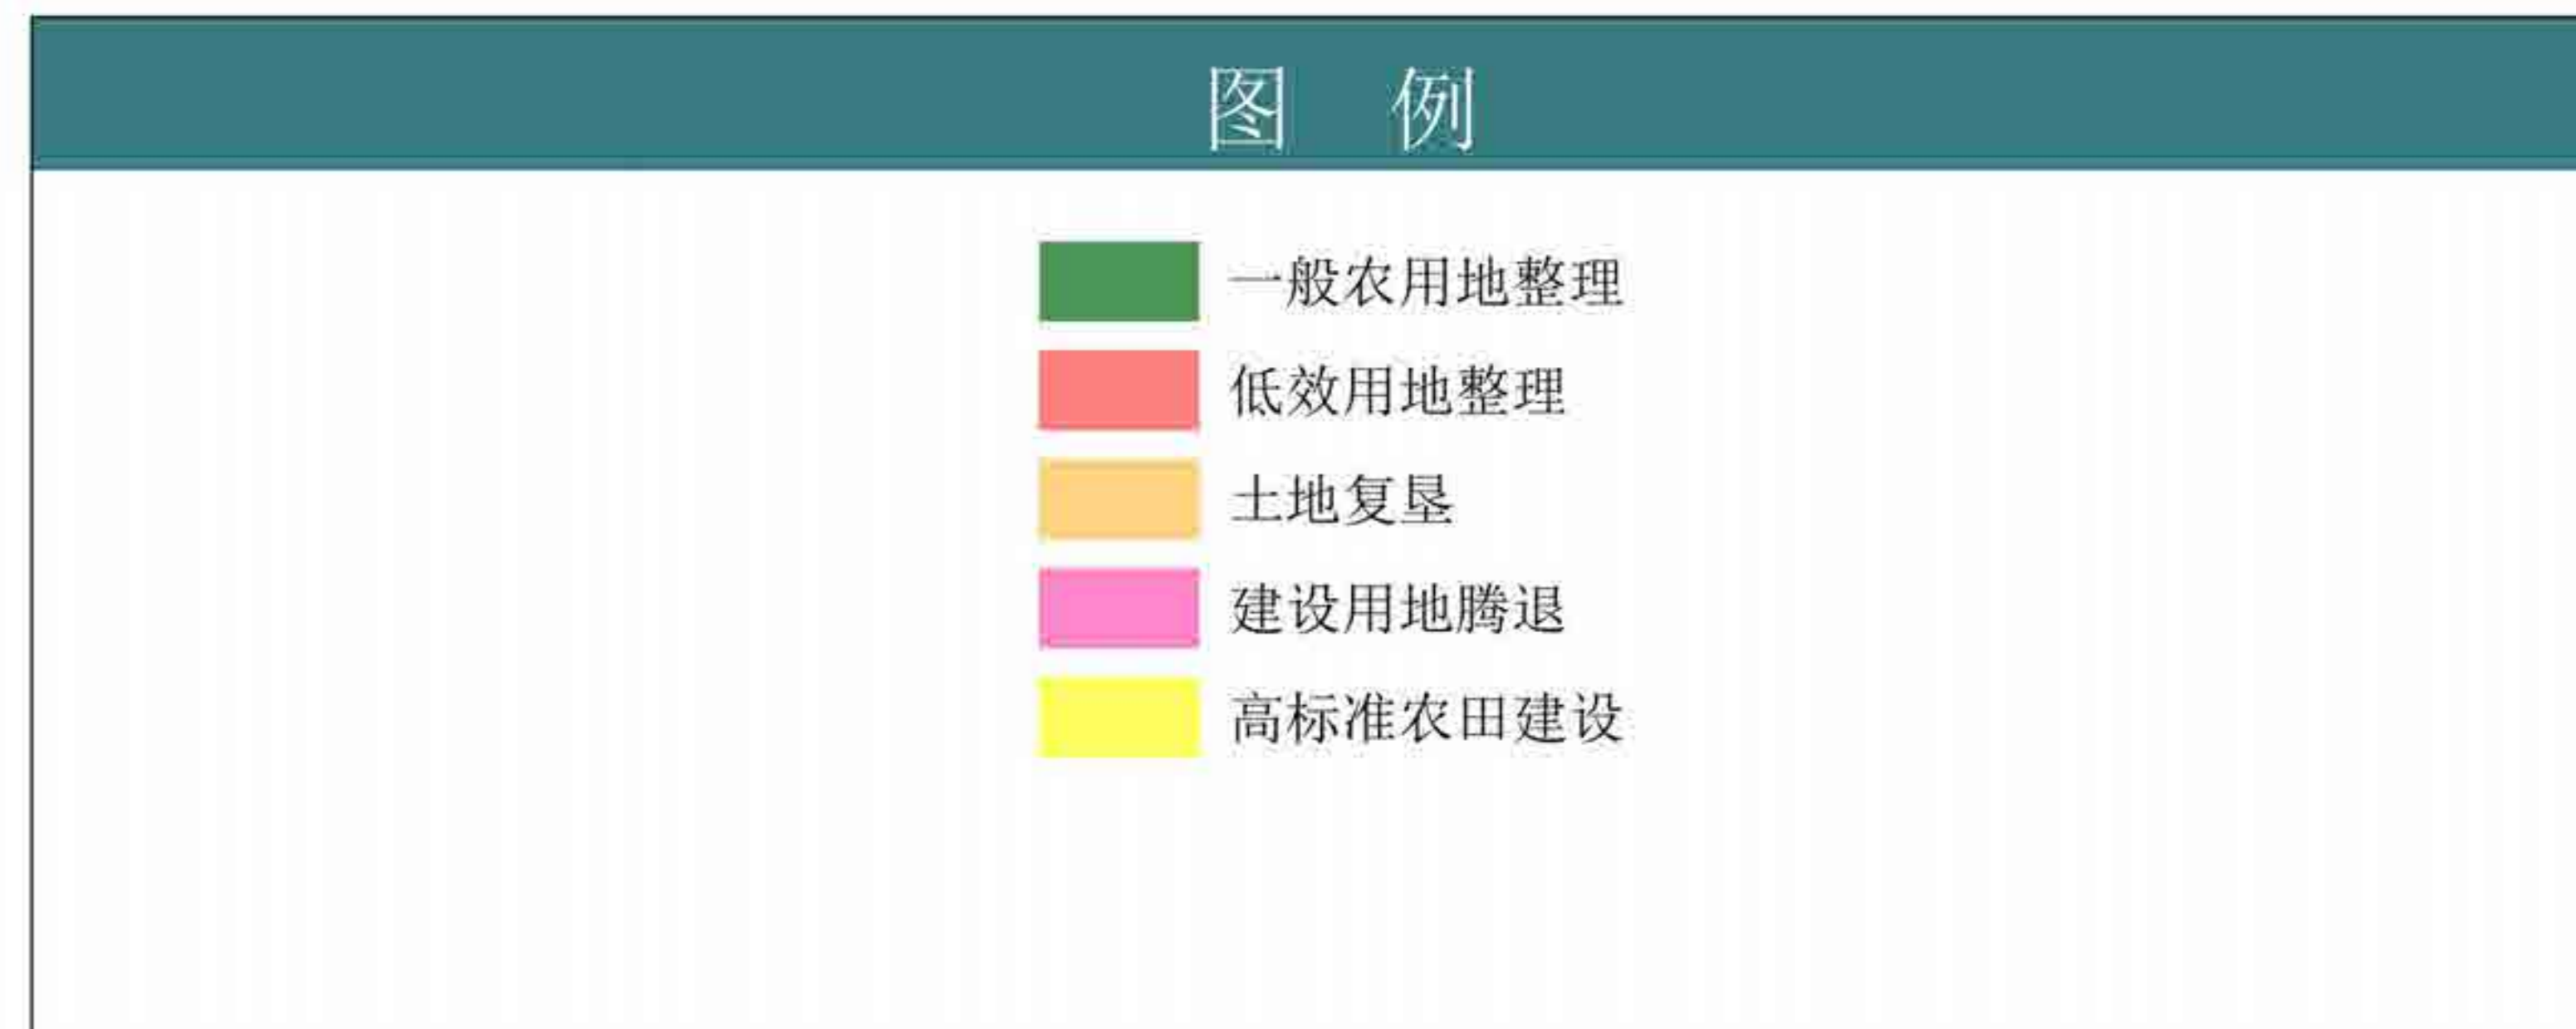 图 例
一般农用地整理
低效用地整理
土地复垦
建设用地腾退
高标准农田建设